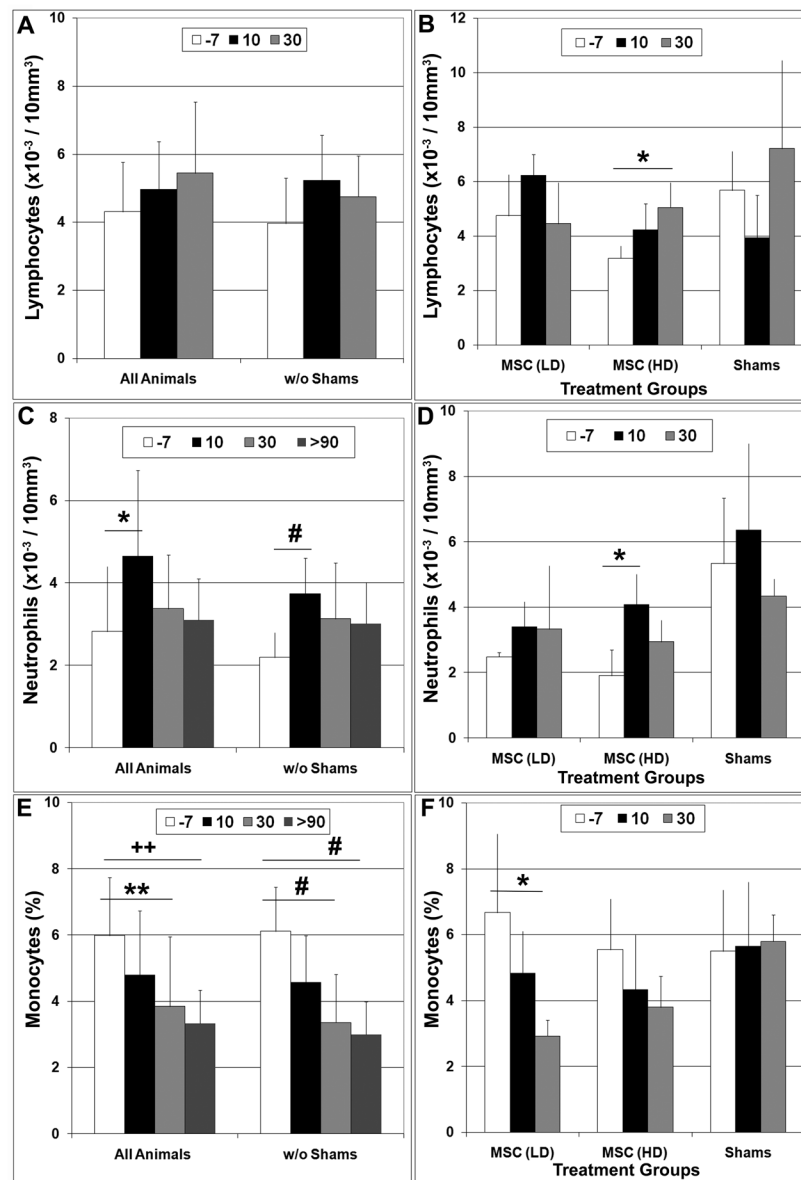 A
-7 10 30
Lymphocytes (x10⁻³ / 10mm³)
10
8
6
4
2
0
All Animals w/o Shams
B
-7 10 30
Lymphocytes (x10⁻³ / 10mm³)
12
10
8
6
4
2
0
*
MSC (LD) MSC (HD) Shams
Treatment Groups
C
-7 10 30 >90
Neutrophils (x10⁻³ / 10mm³)
8
6
4
2
0
* #
All Animals w/o Shams
D
-7 10 30
Neutrophils (x10⁻³ / 10mm³)
10
8
6
4
2
0
*
MSC (LD) MSC (HD) Shams
Treatment Groups
E
-7 10 30 >90
Monocytes (%)
10
8
6
4
2
0
++ #
** #
All Animals w/o Shams
F
-7 10 30
Monocytes (%)
10
8
6
4
2
0
*
MSC (LD) MSC (HD) Shams
Treatment Groups